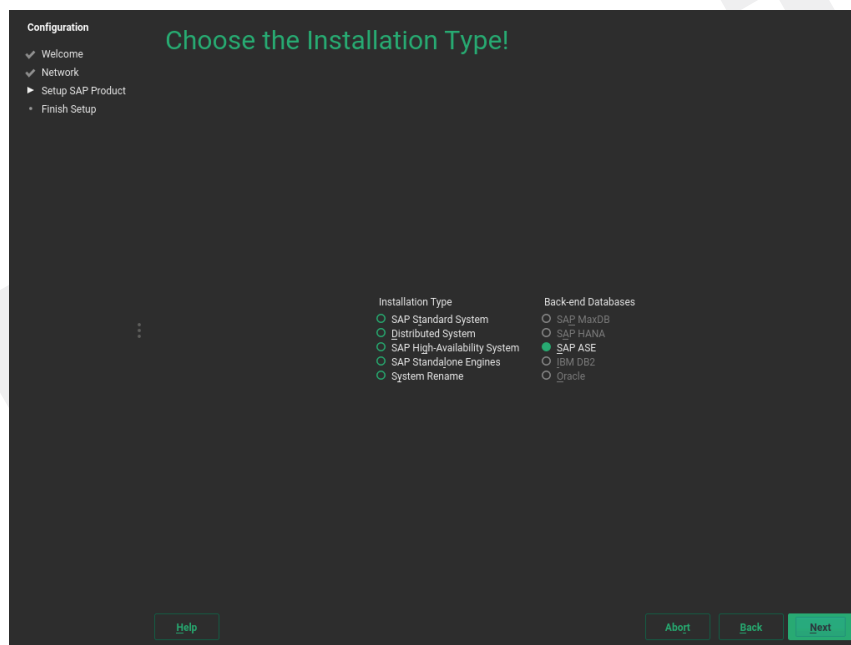 Configuration
Welcome
Network
Setup SAP Product
Finish Setup
Choose the Installation Type!
Installation Type
SAP Standard System
Distributed System
SAP High-Availability System
SAP Standalone Engines
System Rename
Back-end Databases
SAP MaxDB
SAP HANA
SAP ASE
IBM DB2
Oracle
Help
Abort
Back
Next